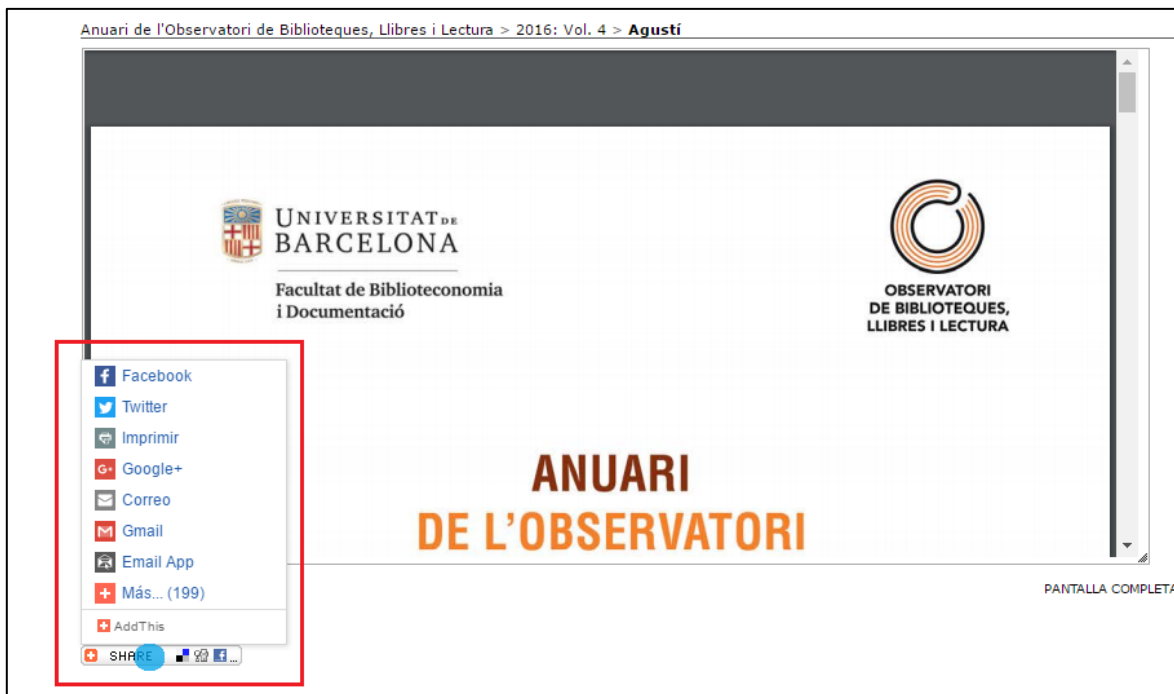 Anuari de l'Observatori de Biblioteques, Llibres i Lectura > 2016: Vol. 4 > Agustí
UNIVERSITAT DE
BARCELONA
Facultat de Biblioteconomia
i Documentació
OBSERVATORI
DE BIBLIOTEQUES,
LLIBRES I LECTURA
ANUARI
DE L'OBSERVATORI
Facebook
Twitter
Imprimir
Google+
Correo
Gmail
Email App
Más... (199)
AddThis
SHARE ...
PANTALLA COMPLETA